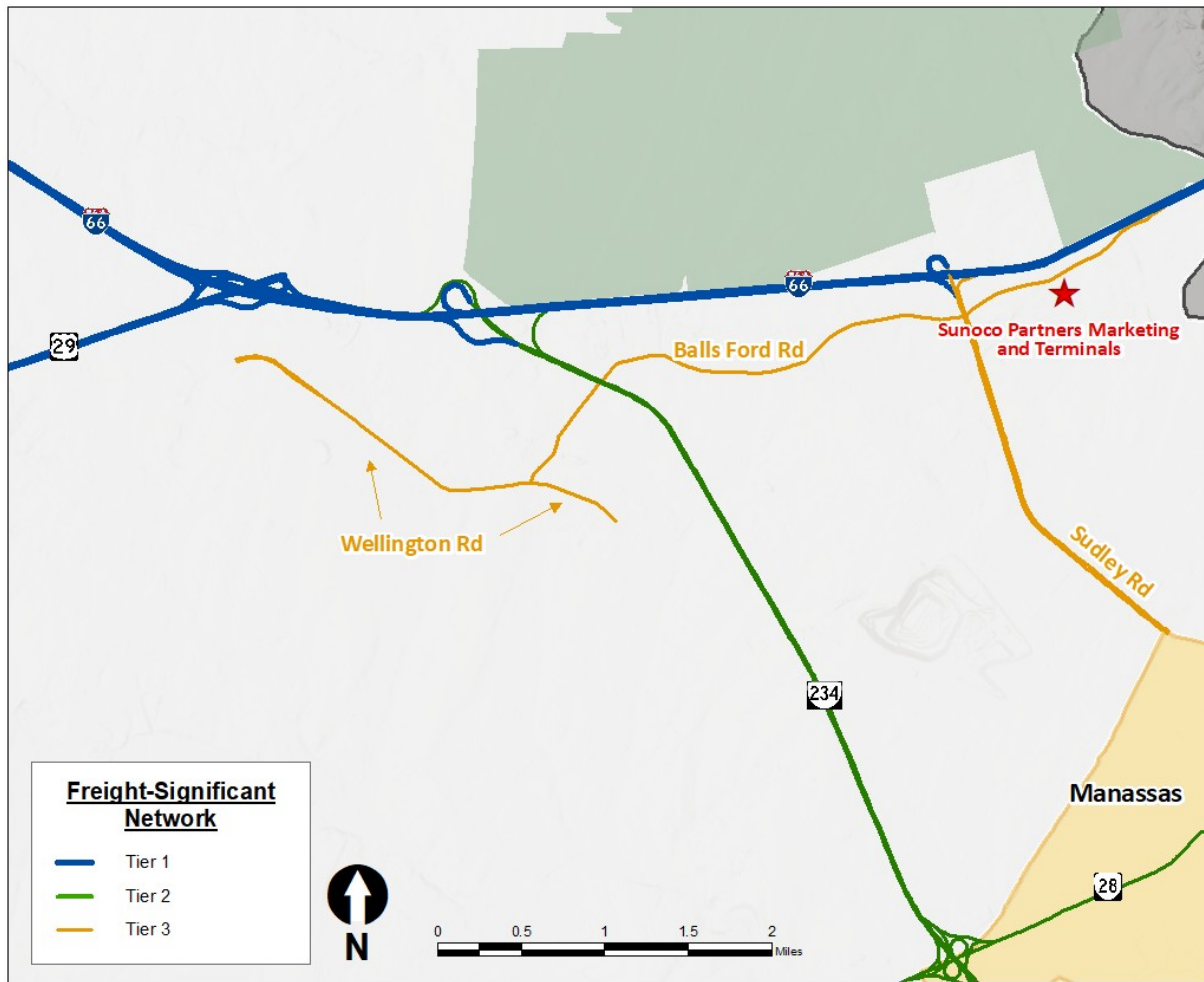 66
29
66
Sunoco Partners Marketing
and Terminals
Balls Ford Rd
Wellington Rd
Sudley Rd
234
Manassas
28
Freight-Significant
Network
Tier 1
Tier 2
Tier 3
N
0 0.5 1 1.5 2
Miles